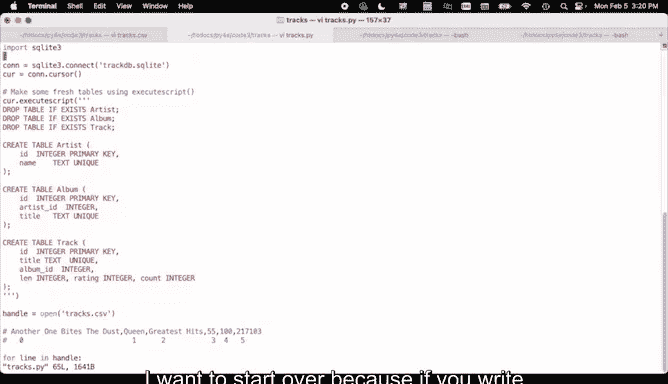 Terminal Shell Edit View Window Help Mon Feb 5 3:20 PM
tracks — vi tracks.py — 157×37
import sqlite3
conn = sqlite3.connect('trackdb.sqlite')
cur = conn.cursor()
# Make some fresh tables using executescript()
cur.executescript('''
DROP TABLE IF EXISTS Artist;
DROP TABLE IF EXISTS Album;
DROP TABLE IF EXISTS Track;
CREATE TABLE Artist (
id INTEGER PRIMARY KEY,
name TEXT UNIQUE
);
CREATE TABLE Album (
id INTEGER PRIMARY KEY,
artist_id INTEGER,
title TEXT UNIQUE
);
CREATE TABLE Track (
id INTEGER PRIMARY KEY,
title TEXT UNIQUE,
album_id INTEGER,
len INTEGER, rating INTEGER, count INTEGER
);
''')
handle = open('tracks.csv')
# Another One Bites The Dust,Queen,Greatest Hits,55,100,217103
# 0 1 2 3 4 5
for line in handle:
"tracks.py" 65L, 1641B
I want to start over because if you write